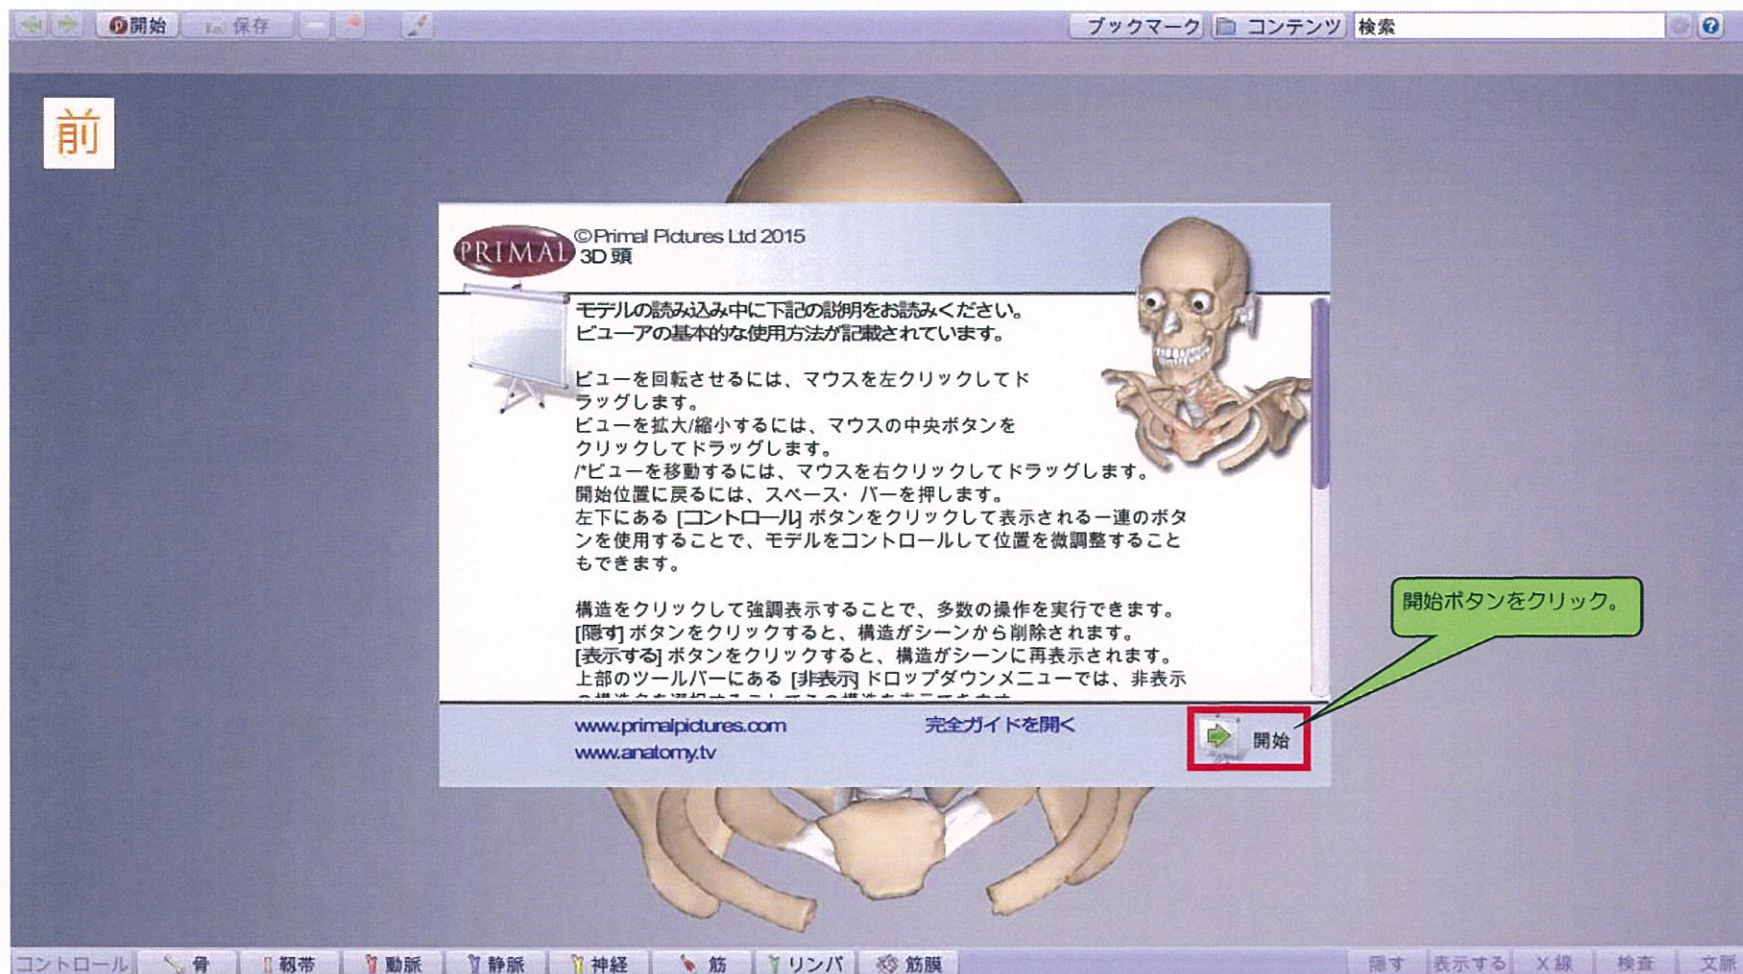 開始 保存 ブックマーク コンテンツ 検索
前
PRIMAL
©Primal Pictures Ltd 2015
3D 頭
モデルの読み込み中に下記の説明をお読みください。
ビューアの基本的な使用方法が記載されています。
ビューを回転させるには、マウスを左クリックしてド
ラッグします。
ビューを拡大/縮小するには、マウスの中央ボタンを
クリックしてドラッグします。
/*ビューを移動するには、マウスを右クリックしてドラッグします。
開始位置に戻るには、スペース・バーを押します。
左下にある [コントロール] ボタンをクリックして表示される一連のボタ
ンを使用することで、モデルをコントロールして位置を微調整すること
もできます。
構造をクリックして強調表示することで、多数の操作を実行できます。
[隠す] ボタンをクリックすると、構造がシーンから削除されます。
[表示する] ボタンをクリックすると、構造がシーンに再表示されます。
上部のツールバーにある [非表示] ドロップダウンメニューでは、非表示
www.primalpictures.com 完全ガイドを開く
www.anatomy.tv
開始
開始ボタンをクリック。
コントロール 骨 靱帯 動脈 静脈 神経 筋 リンパ 筋膜 隠す 表示する X線 検査 文脈